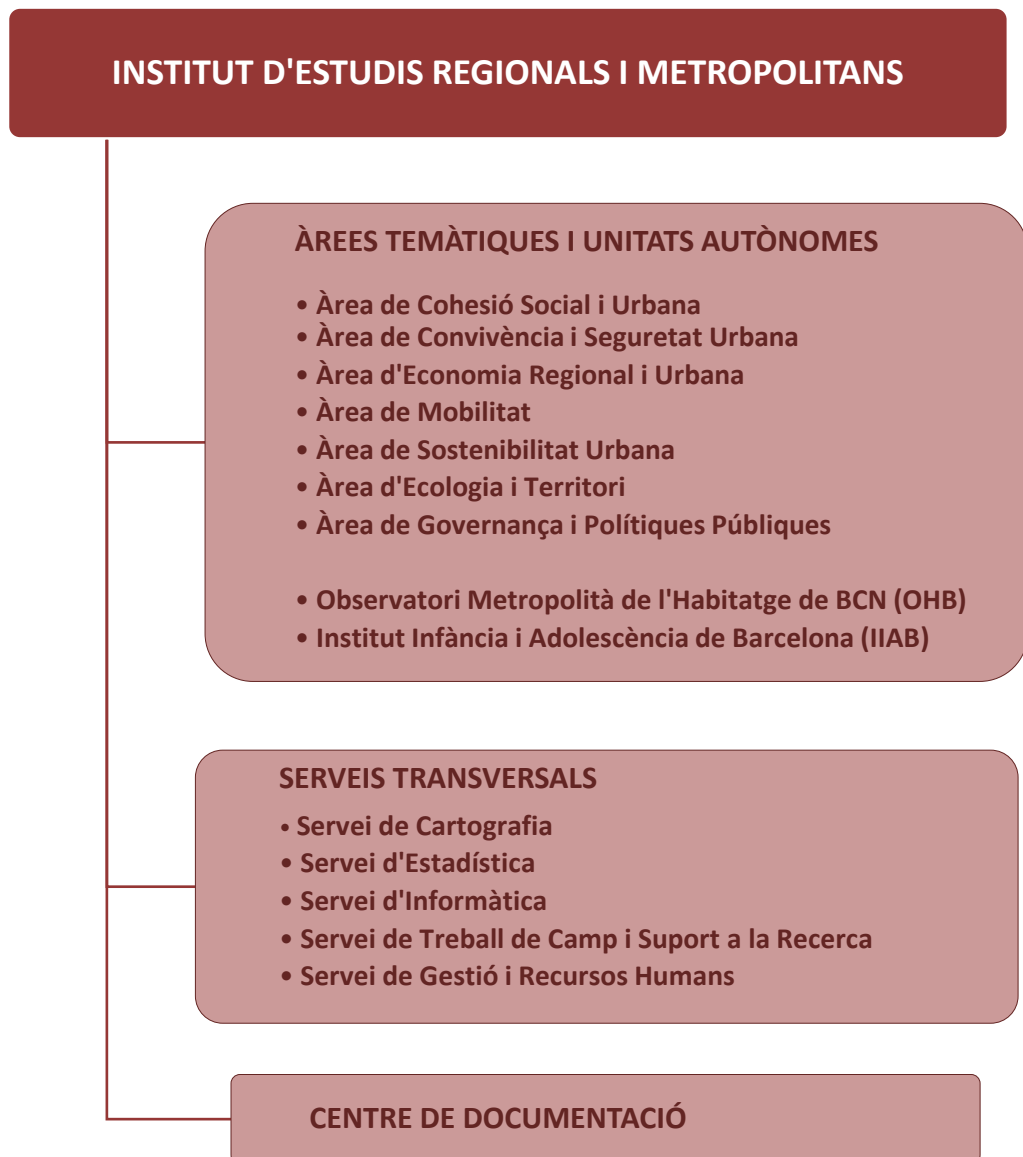 INSTITUT D'ESTUDIS REGIONALS I METROPOLITANS
ÀREES TEMÀTIQUES I UNITATS AUTÒNOMES
• Àrea de Cohesió Social i Urbana
• Àrea de Convivència i Seguretat Urbana
• Àrea d'Economia Regional i Urbana
• Àrea de Mobilitat
• Àrea de Sostenibilitat Urbana
• Àrea d'Ecologia i Territori
• Àrea de Governança i Polítiques Públiques
• Observatori Metropolità de l'Habitatge de BCN (OHB)
• Institut Infància i Adolescència de Barcelona (IIAB)
SERVEIS TRANSVERSALS
• Servei de Cartografia
• Servei d'Estadística
• Servei d'Informàtica
• Servei de Treball de Camp i Suport a la Recerca
• Servei de Gestió i Recursos Humans
CENTRE DE DOCUMENTACIÓ